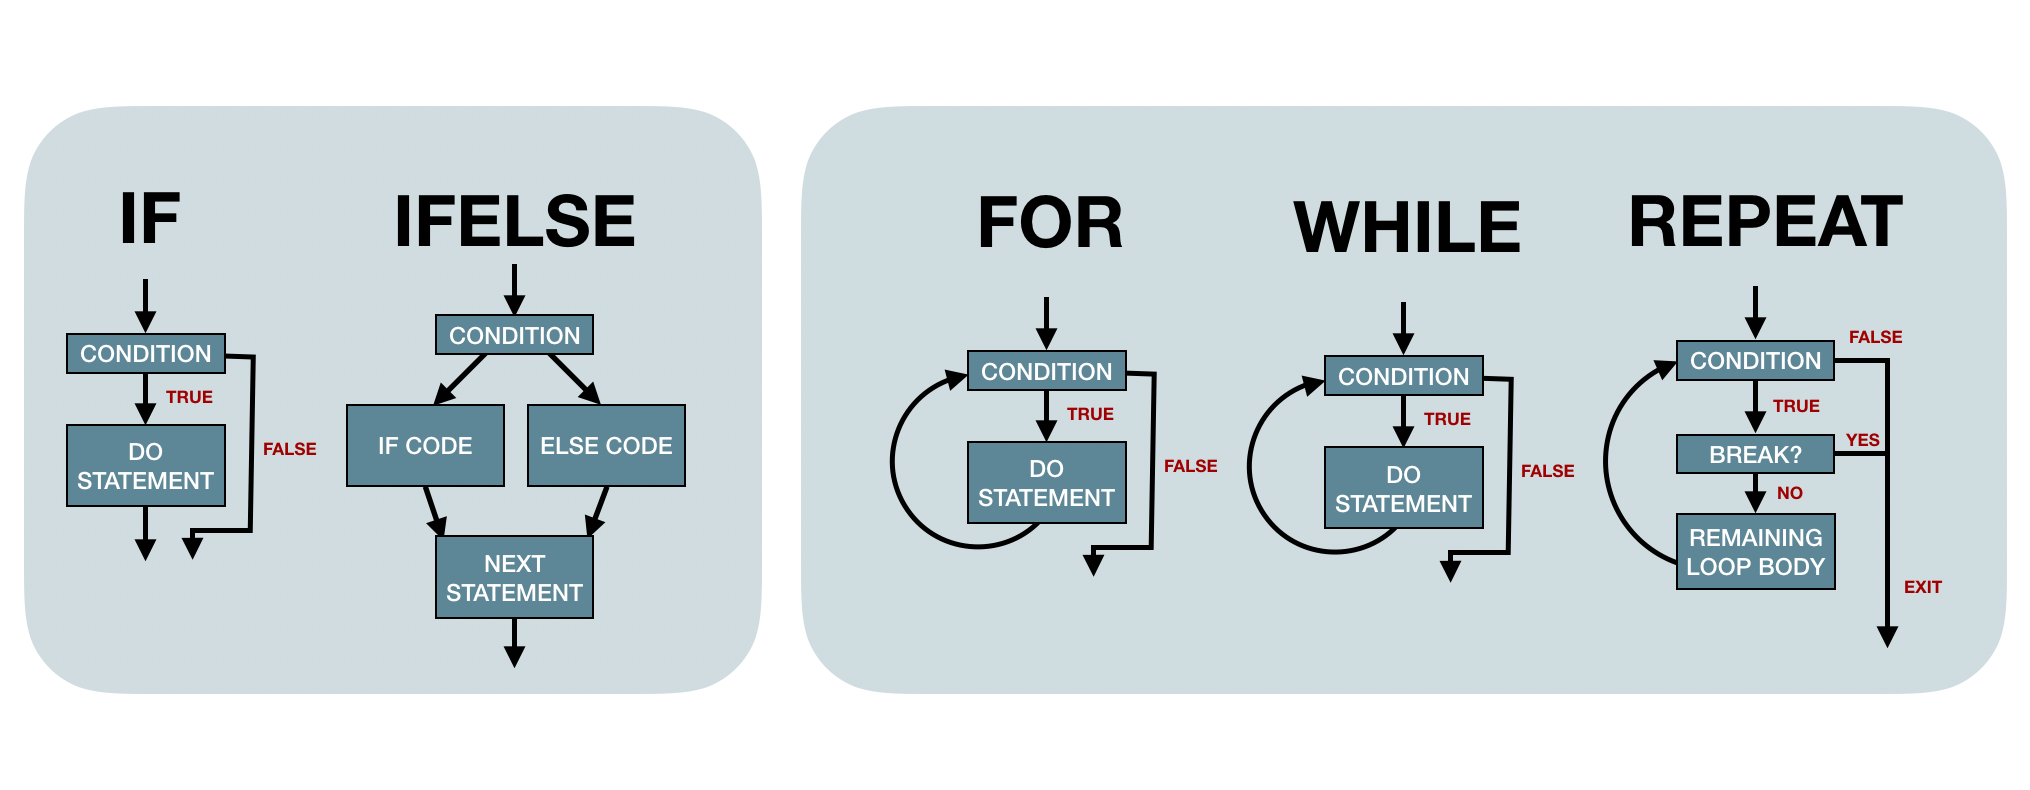 IF
CONDITION
TRUE
DO
STATEMENT
FALSE
IFELSE
CONDITION
IF CODE
ELSE CODE
NEXT
STATEMENT
FOR
CONDITION
TRUE
DO
STATEMENT
FALSE
WHILE
CONDITION
TRUE
DO
STATEMENT
FALSE
REPEAT
FALSE
CONDITION
TRUE
YES
BREAK?
NO
REMAINING
LOOP BODY
EXIT